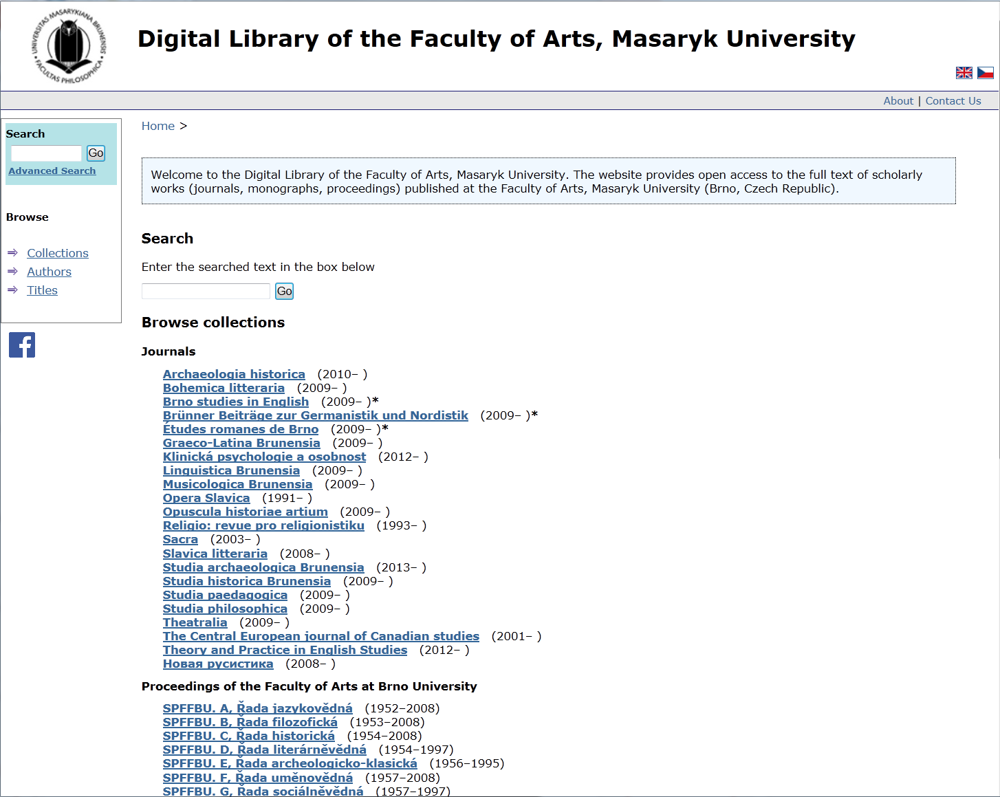 UNIVERSITAS MASARYKIANA BRUNENSIS • FACULTAS PHILOSOPHICA •
Digital Library of the Faculty of Arts, Masaryk University
About | Contact Us
Search
Go
Advanced Search
Browse
⇒ Collections
⇒ Authors
⇒ Titles
Home >
Welcome to the Digital Library of the Faculty of Arts, Masaryk University. The website provides open access to the full text of scholarly
works (journals, monographs, proceedings) published at the Faculty of Arts, Masaryk University (Brno, Czech Republic).
Search
Enter the searched text in the box below
Go
Browse collections
Journals
Archaeologia historica (2010– )
Bohemica litteraria (2009– )
Brno studies in English (2009– )*
Brünner Beiträge zur Germanistik und Nordistik (2009– )*
Études romanes de Brno (2009– )*
Graeco-Latina Brunensia (2009– )
Klinická psychologie a osobnost (2012– )
Linguistica Brunensia (2009– )
Musicologica Brunensia (2009– )
Opera Slavica (1991– )
Opuscula historiae artium (2009– )
Religio: revue pro religionistiku (1993– )
Sacra (2003– )
Slavica litteraria (2008– )
Studia archaeologica Brunensia (2013– )
Studia historica Brunensia (2009– )
Studia paedagogica (2009– )
Studia philosophica (2009– )
Theatralia (2009– )
The Central European journal of Canadian studies (2001– )
Theory and Practice in English Studies (2012– )
Новая русистика (2008– )
Proceedings of the Faculty of Arts at Brno University
SPFFBU. A, Řada jazykovědná (1952–2008)
SPFFBU. B, Řada filozofická (1953–2008)
SPFFBU. C, Řada historická (1954–2008)
SPFFBU. D, Řada literárněvědná (1954–1997)
SPFFBU. E, Řada archeologicko-klasická (1956–1995)
SPFFBU. F, Řada uměnovědná (1957–2008)
SPFFBU. G, Řada sociálněvědná (1957–1997)